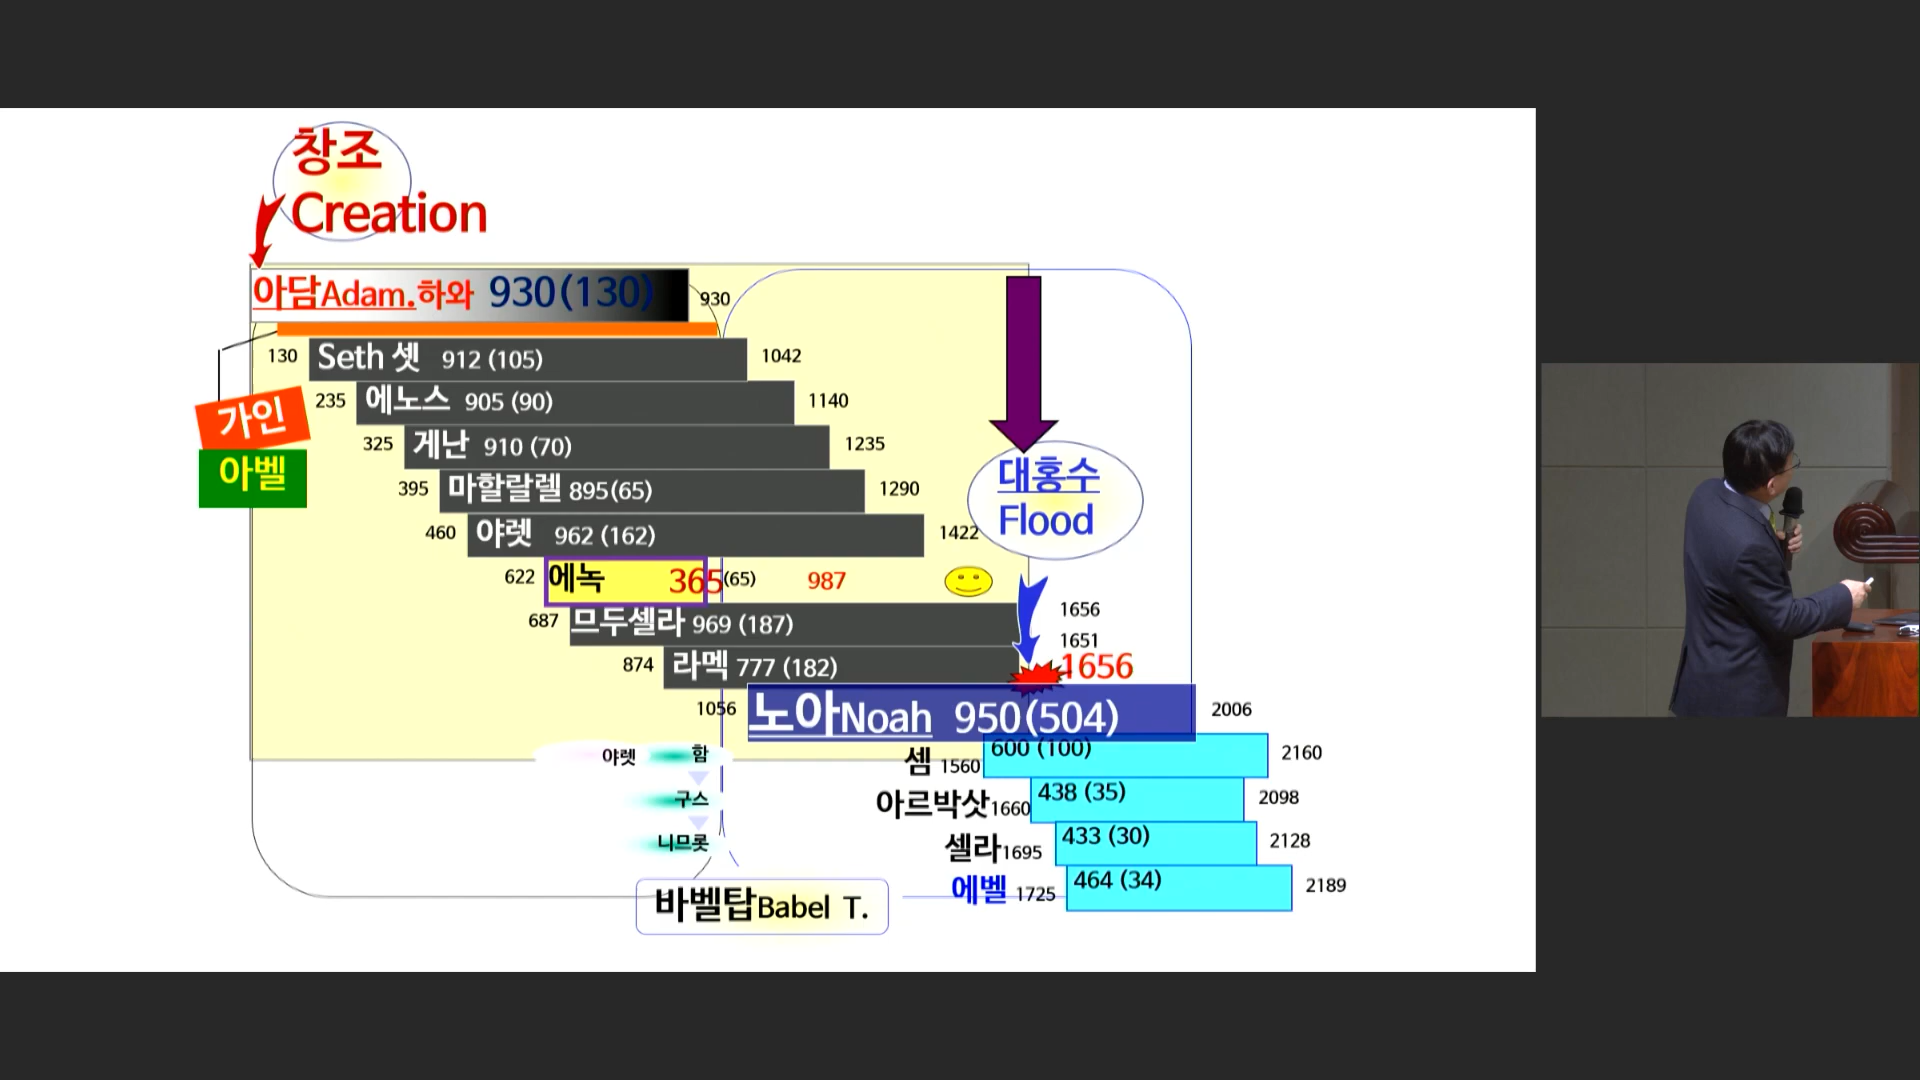 창조
Creation
아담Adam.하와 930(130) 930
130 Seth 셋 912 (105) 1042
235 에노스 905 (90) 1140
가인
325 게난 910 (70) 1235
아벨
395 마할랄렐 895(65) 1290
대홍수
Flood
460 야렛 962 (162) 1422
622 에녹 365(65) 987
687 므두셀라 969 (187) 1656
1651
874 라멕 777 (182) 1656
1056 노아Noah 950(504) 2006
야렛 함
셈 1560 600 (100) 2160
구스
아르박삿1660 438 (35) 2098
니므롯
셀라1695 433 (30) 2128
에벨 1725 464 (34) 2189
바벨탑Babel T.